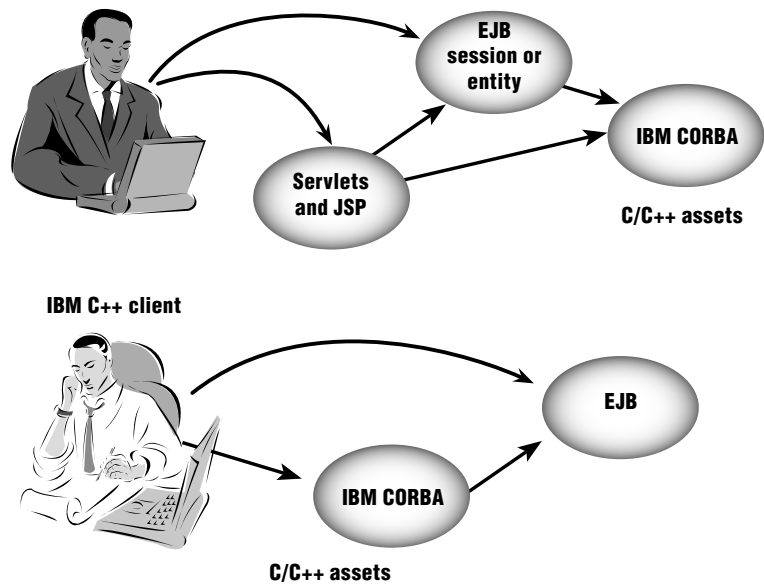 EJB
session or
entity
IBM CORBA
Servlets
and JSP
C/C++ assets
IBM C++ client
EJB
IBM CORBA
C/C++ assets